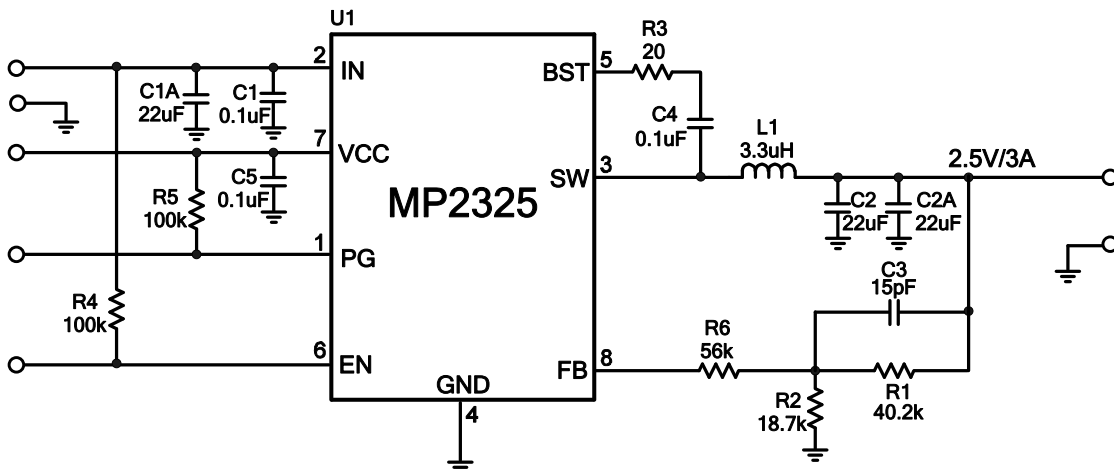 U1
2
IN
C1A
22uF
C1
0.1uF
7
VCC
R5
100k
C5
0.1uF
1
PG
R4
100k
6
EN
MP2325
GND
4
BST
5
R3
20
C4
0.1uF
SW
3
L1
3.3uH
2.5V/3A
C2
22uF
C2A
22uF
C3
15pF
FB
8
R6
56k
R2
18.7k
R1
40.2k